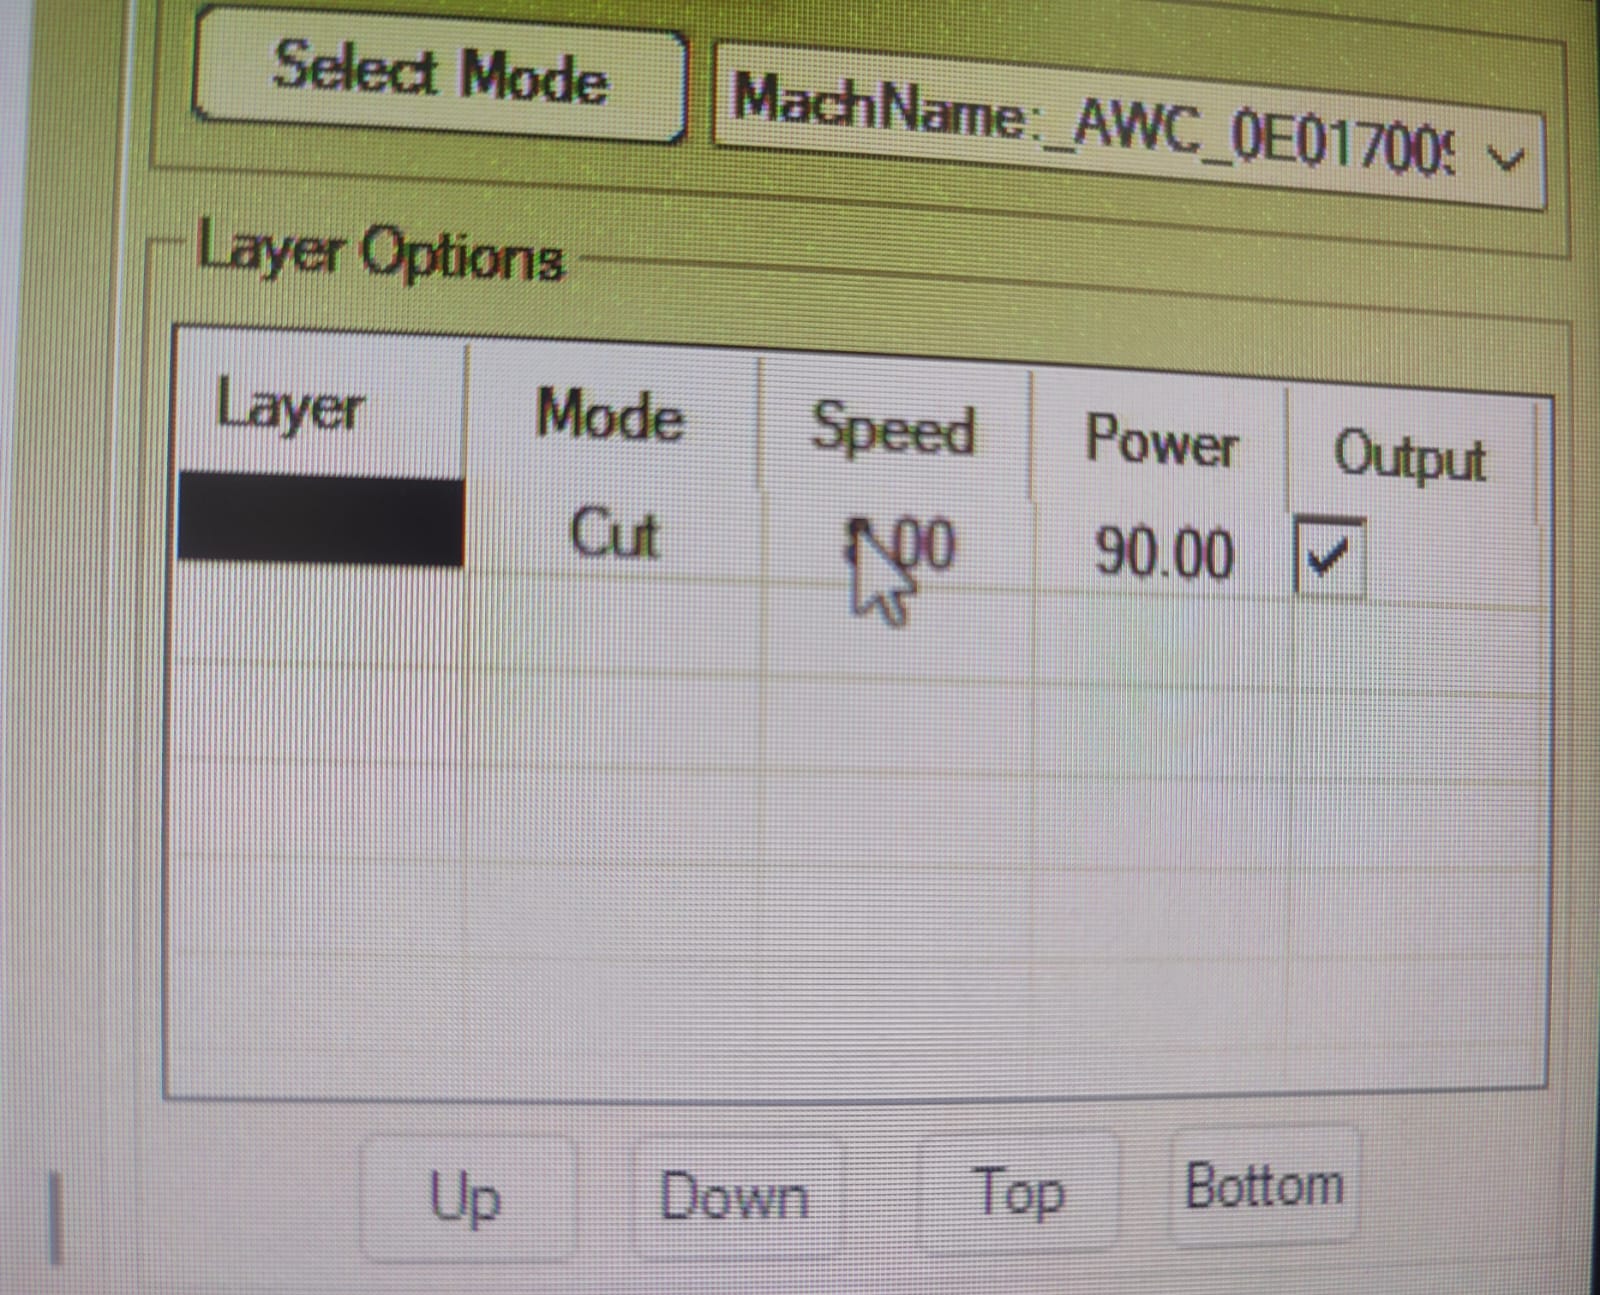 Select Mode
MachName:_AWC_0E01700
Layer Options
Layer Mode Speed Power Output
Cut .00 90.00
Up Down Top Bottom